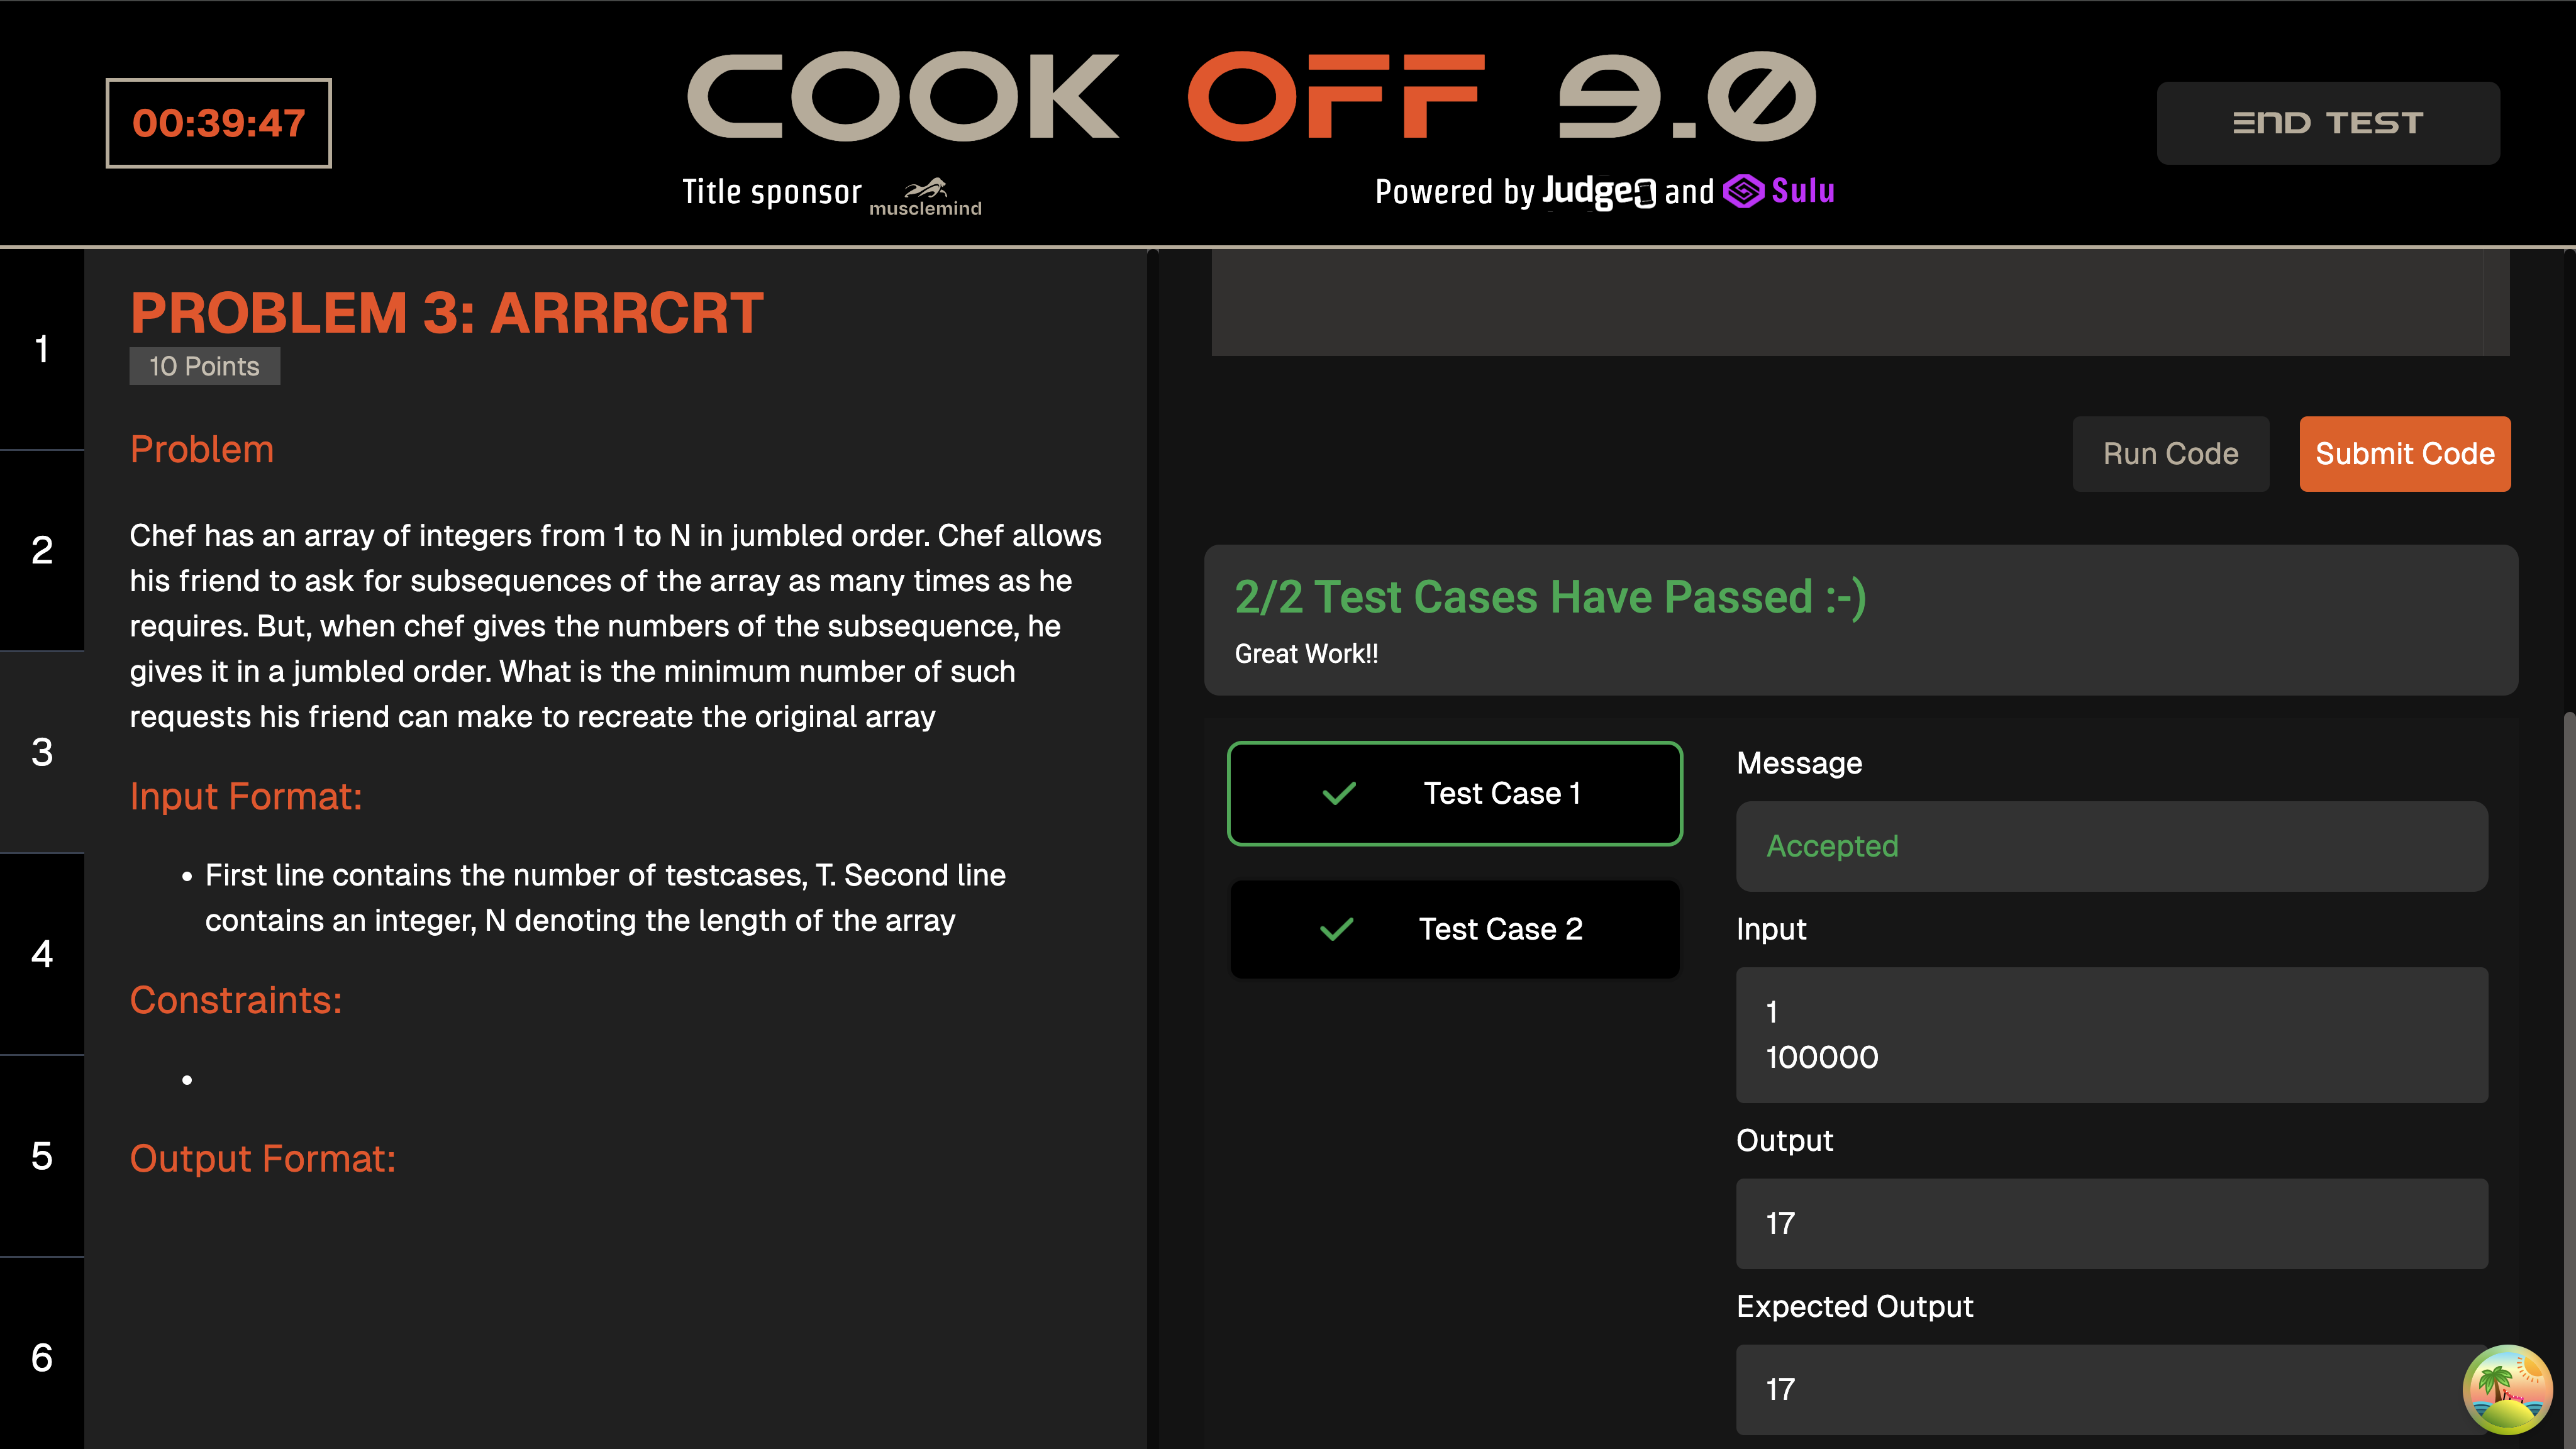 00:39:47
COOK OFF 9.0
END TEST
Title sponsor musclemind
Powered by Judge0 and Sulu
1
2
3
4
5
6
PROBLEM 3: ARRRCRT
10 Points
Problem
Chef has an array of integers from 1 to N in jumbled order. Chef allows
his friend to ask for subsequences of the array as many times as he
requires. But, when chef gives the numbers of the subsequence, he
gives it in a jumbled order. What is the minimum number of such
requests his friend can make to recreate the original array
Input Format:
• First line contains the number of testcases, T. Second line
contains an integer, N denoting the length of the array
Constraints:
•
Output Format:
Run Code
Submit Code
2/2 Test Cases Have Passed :-)
Great Work!!
Test Case 1
Test Case 2
Message
Accepted
Input
1
100000
Output
17
Expected Output
17